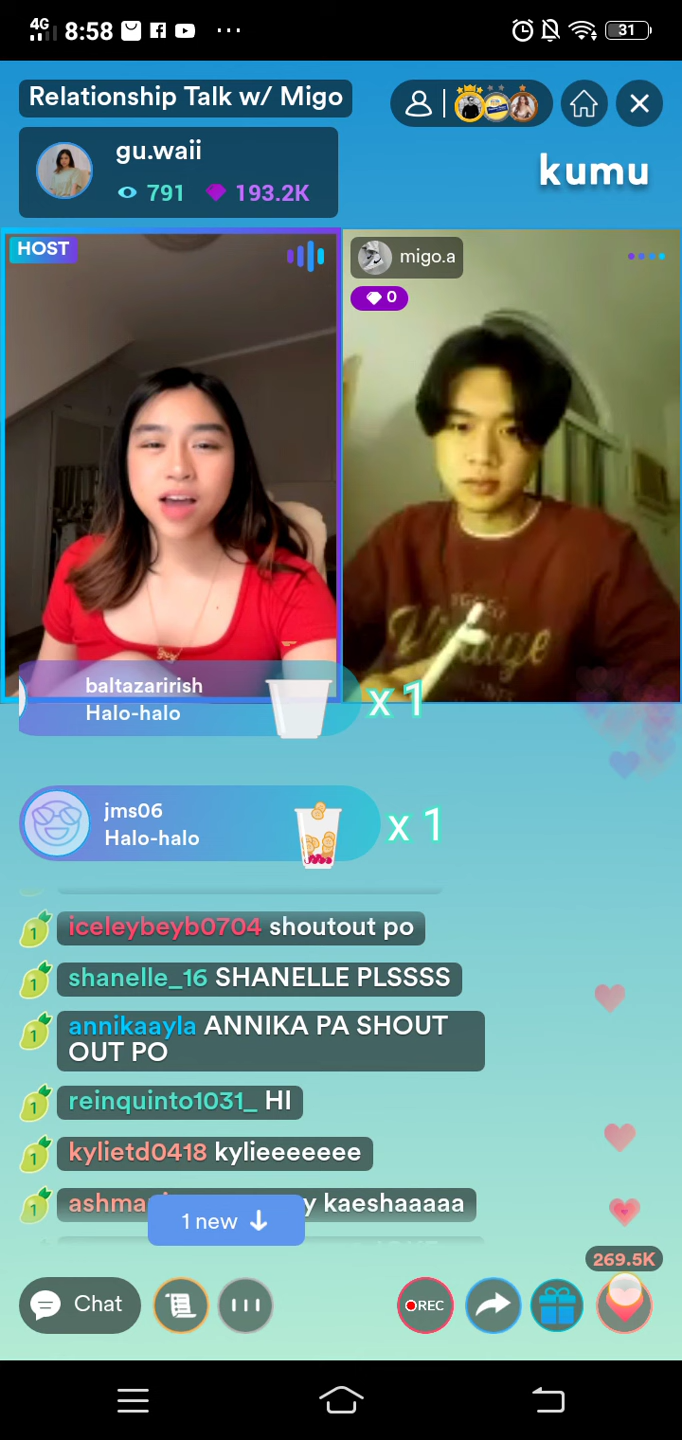 4G 8:58 31
Relationship Talk w/ Migo
gu.waii
791 193.2K
kumu
HOST
migo.a
0
Vintage
baltazarirish
Halo-halo
x 1
jms06
Halo-halo
x 1
1 iceleybeyb0704 shoutout po
1 shanelle_16 SHANELLE PLSSSS
1 annikaayla ANNIKA PA SHOUT
OUT PO
1 reinquinto1031_ HI
1 kylietd0418 kylieeeeeee
1 kaeshaaaaa
1 new
269.5K
Chat
REC